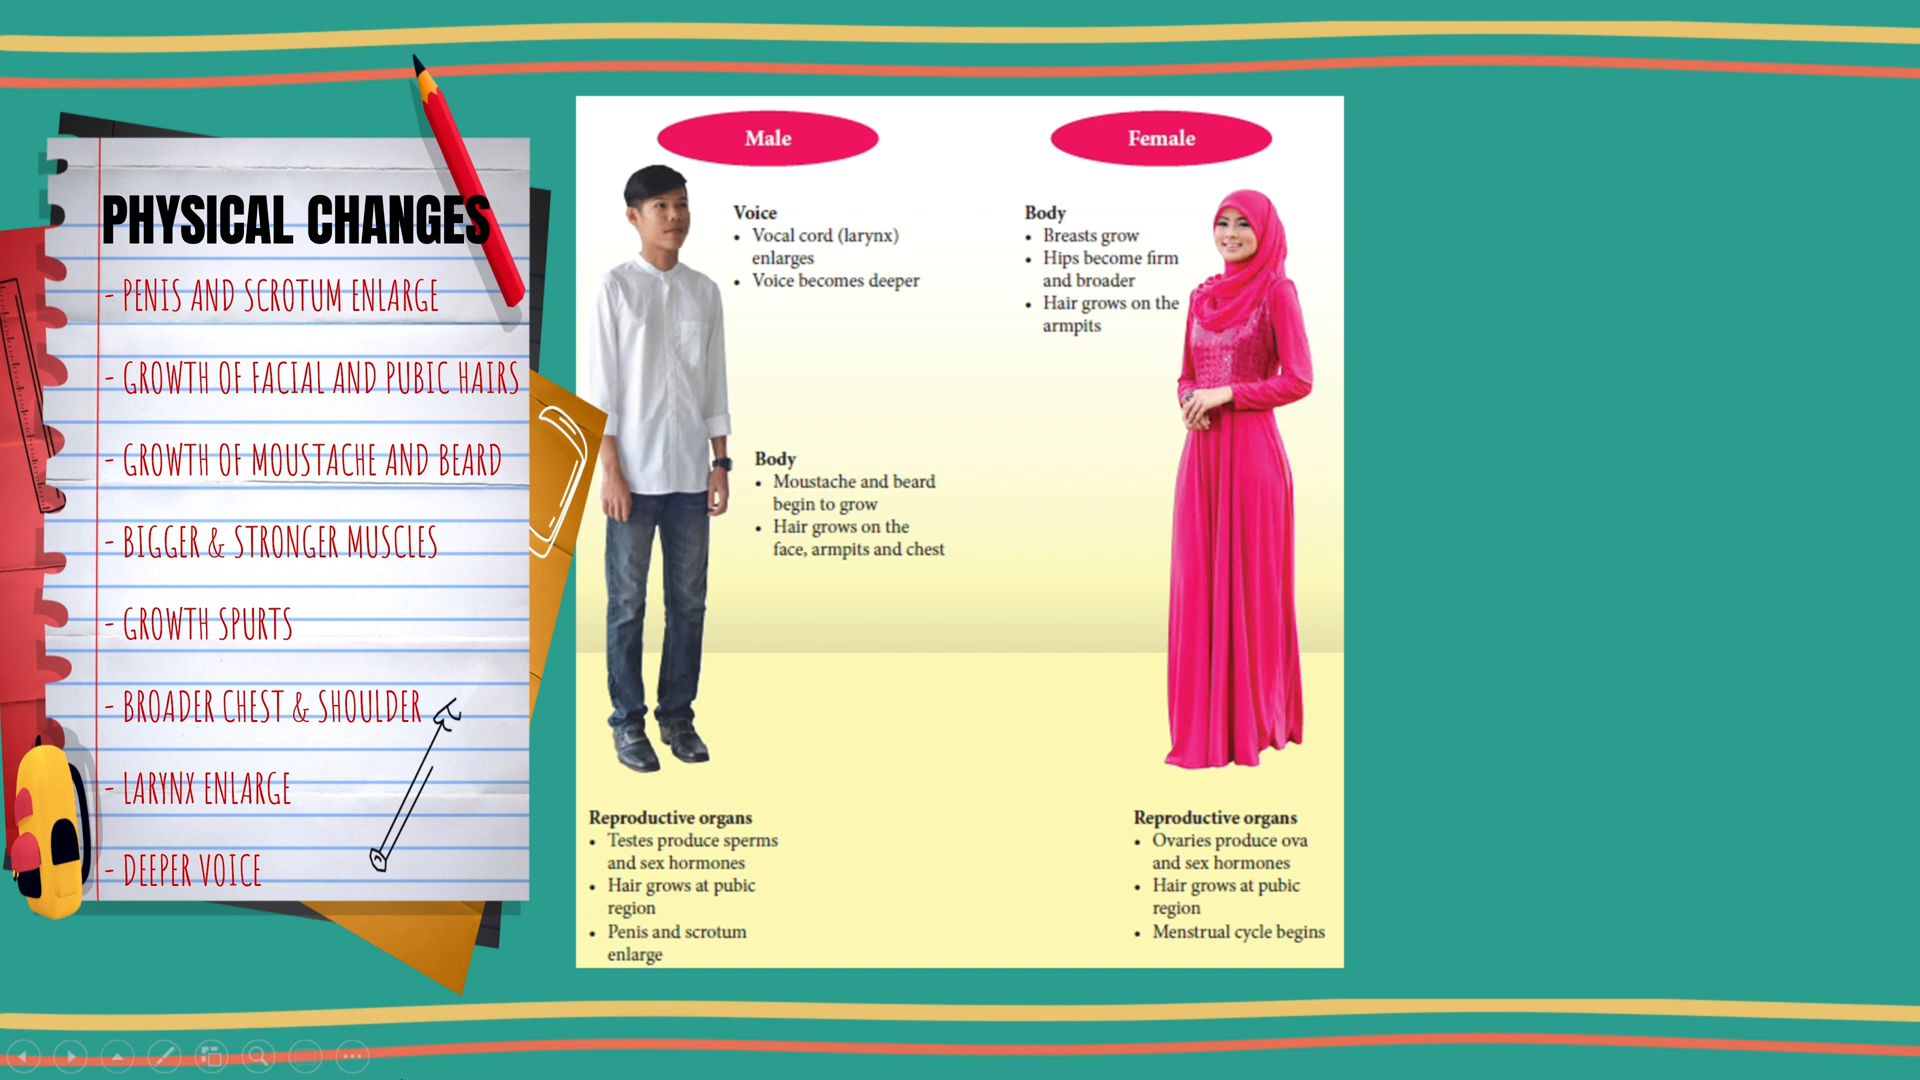 PHYSICAL CHANGES
- PENIS AND SCROTUM ENLARGE
- GROWTH OF FACIAL AND PUBIC HAIRS
- GROWTH OF MOUSTACHE AND BEARD
- BIGGER & STRONGER MUSCLES
- GROWTH SPURTS
- BROADER CHEST & SHOULDER
- LARYNX ENLARGE
- DEEPER VOICE
Male
Voice
• Vocal cord (larynx)
enlarges
• Voice becomes deeper
Body
• Moustache and beard
begin to grow
• Hair grows on the
face, armpits and chest
Reproductive organs
• Testes produce sperms
and sex hormones
• Hair grows at pubic
region
• Penis and scrotum
enlarge
Female
Body
• Breasts grow
• Hips become firm
and broader
• Hair grows on the
armpits
Reproductive organs
• Ovaries produce ova
and sex hormones
• Hair grows at pubic
region
• Menstrual cycle begins